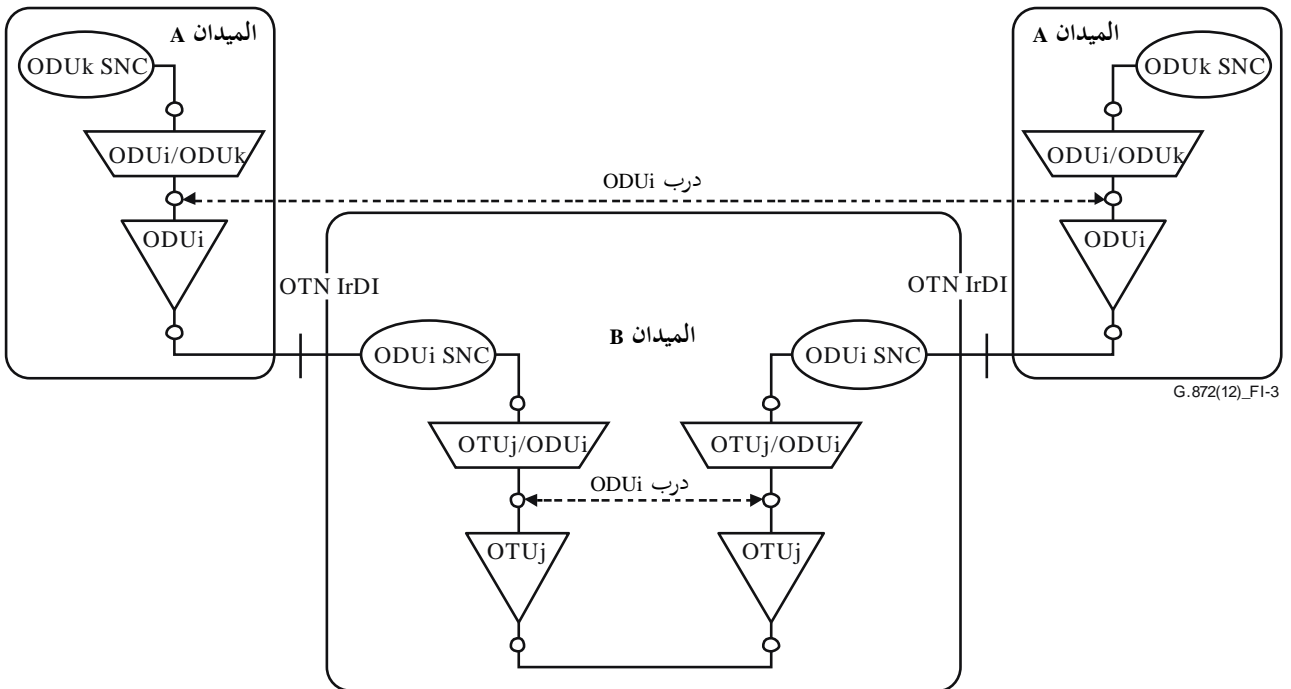 الميدان A
الميدان A
ODUk SNC
ODUk SNC
ODUi/ODUk
ODUi/ODUk
درب ODUi
ODUi
ODUi
OTN IrDI
OTN IrDI
الميدان B
ODUi SNC
ODUi SNC
G.872(12)_FI-3
OTUj/ODUi
OTUj/ODUi
درب ODUi
OTUj
OTUj